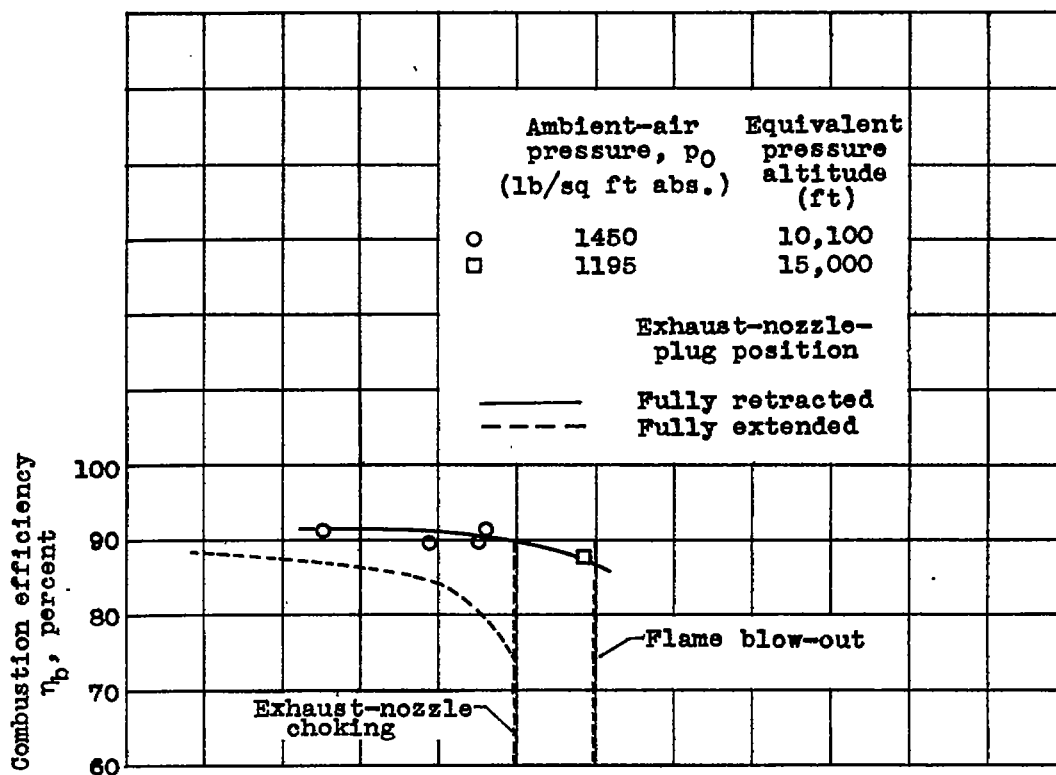 Ambient-air Equivalent
pressure, p0 pressure
(lb/sq ft abs.) altitude
(ft)
1450 10,100
1195 15,000
Exhaust-nozzle-
plug position
Fully retracted
Fully extended
100
90
80
70
60
Combustion efficiency
ηb, percent
Flame blow-out
Exhaust-nozzle
choking